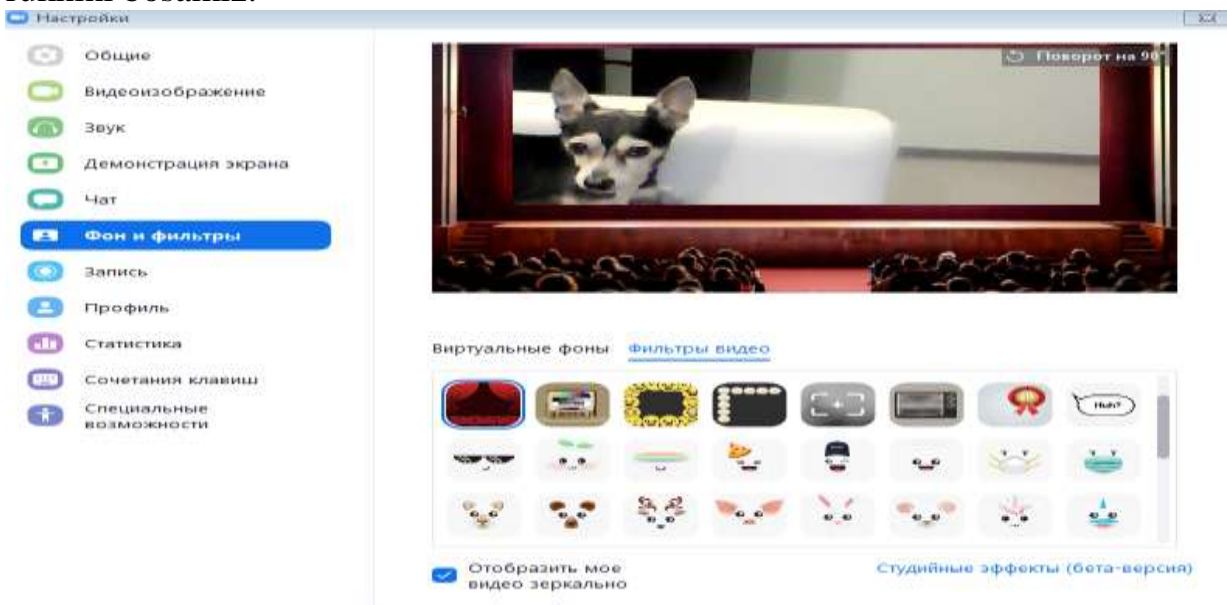 Настройки
Общие
Видеоизображение
Звук
Демонстрация экрана
Чат
Фон и фильтры
Запись
Профиль
Статистика
Сочетания клавиш
Специальные
возможности
Поворот на 90°
Виртуальные фоны Фильтры видео
Huh?
Отобразить мое
видео зеркально
Студийные эффекты (бета-версия)